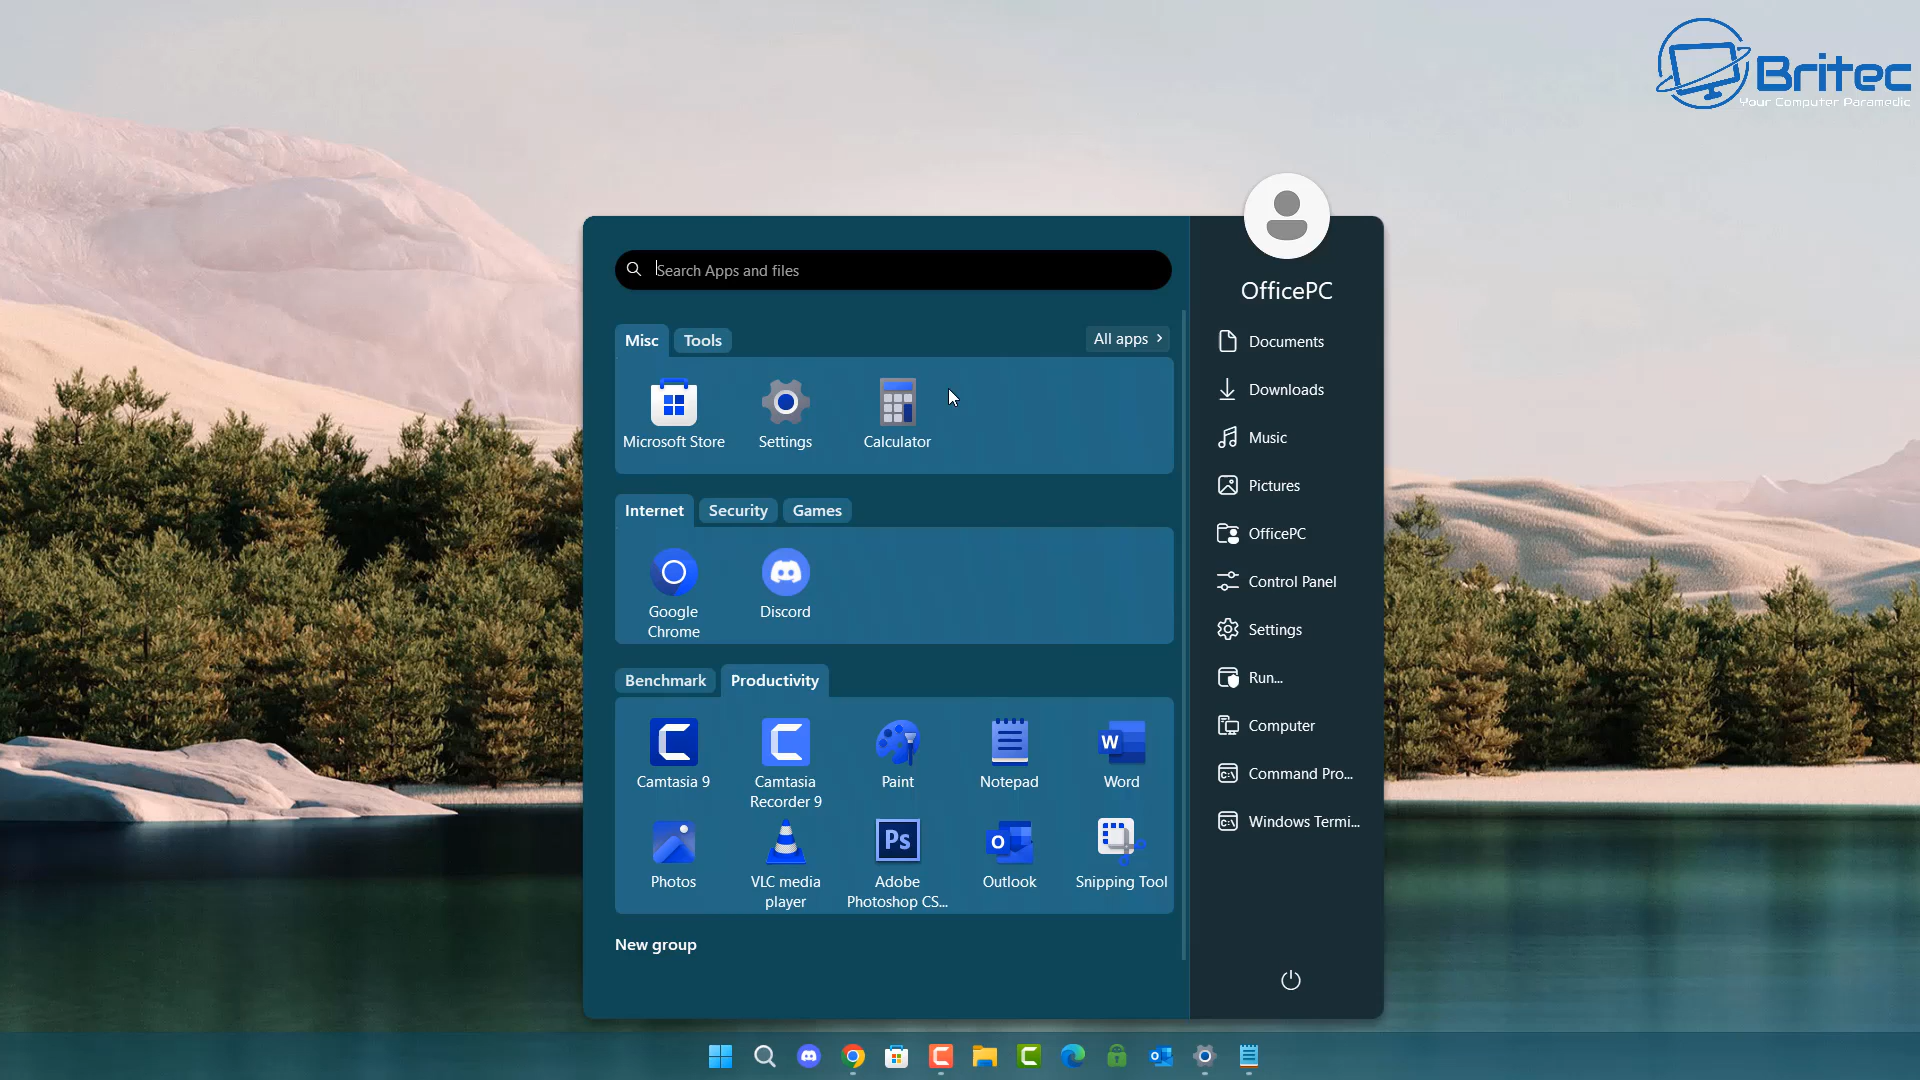 Britec
Your Computer Paramedic
Search Apps and files
OfficePC
Misc
Tools
All apps
Microsoft Store
Settings
Calculator
Internet
Security
Games
Google
Chrome
Discord
Benchmark
Productivity
Camtasia 9
Camtasia
Recorder 9
Paint
Notepad
W
Word
Photos
VLC media
player
Ps
Adobe
Photoshop CS...
O
Outlook
Snipping Tool
New group
Documents
Downloads
Music
Pictures
OfficePC
Control Panel
Settings
Run...
Computer
C:\
Command Pro...
C:\
Windows Termi...